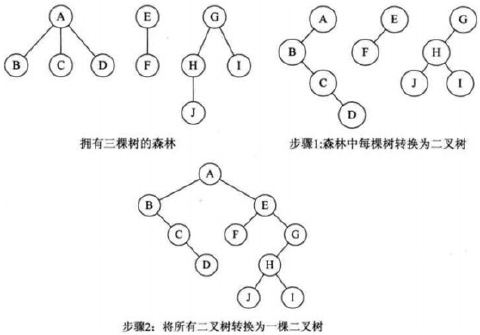 A E G A E G
B C D F H I B F H
J C J I
D
拥有三棵树的森林 步骤1:森林中每棵树转换为二叉树
A
B E
C F G
D H
J I
步骤2：将所有二叉树转换为一棵二叉树